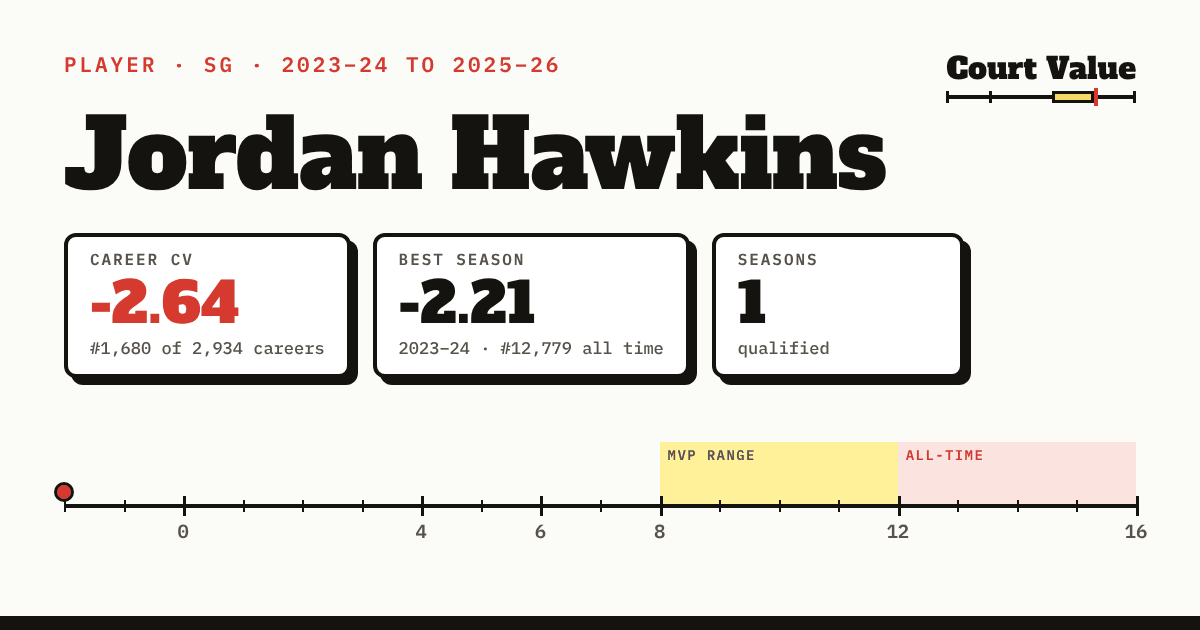 PLAYER · SG · 2023–24 TO 2025–26
Court Value
Jordan Hawkins
CAREER CV
-2.64
#1,680 of 2,934 careers
BEST SEASON
-2.21
2023–24 · #12,779 all time
SEASONS
1
qualified
MVP RANGE
ALL-TIME
0 4 6 8 12 16